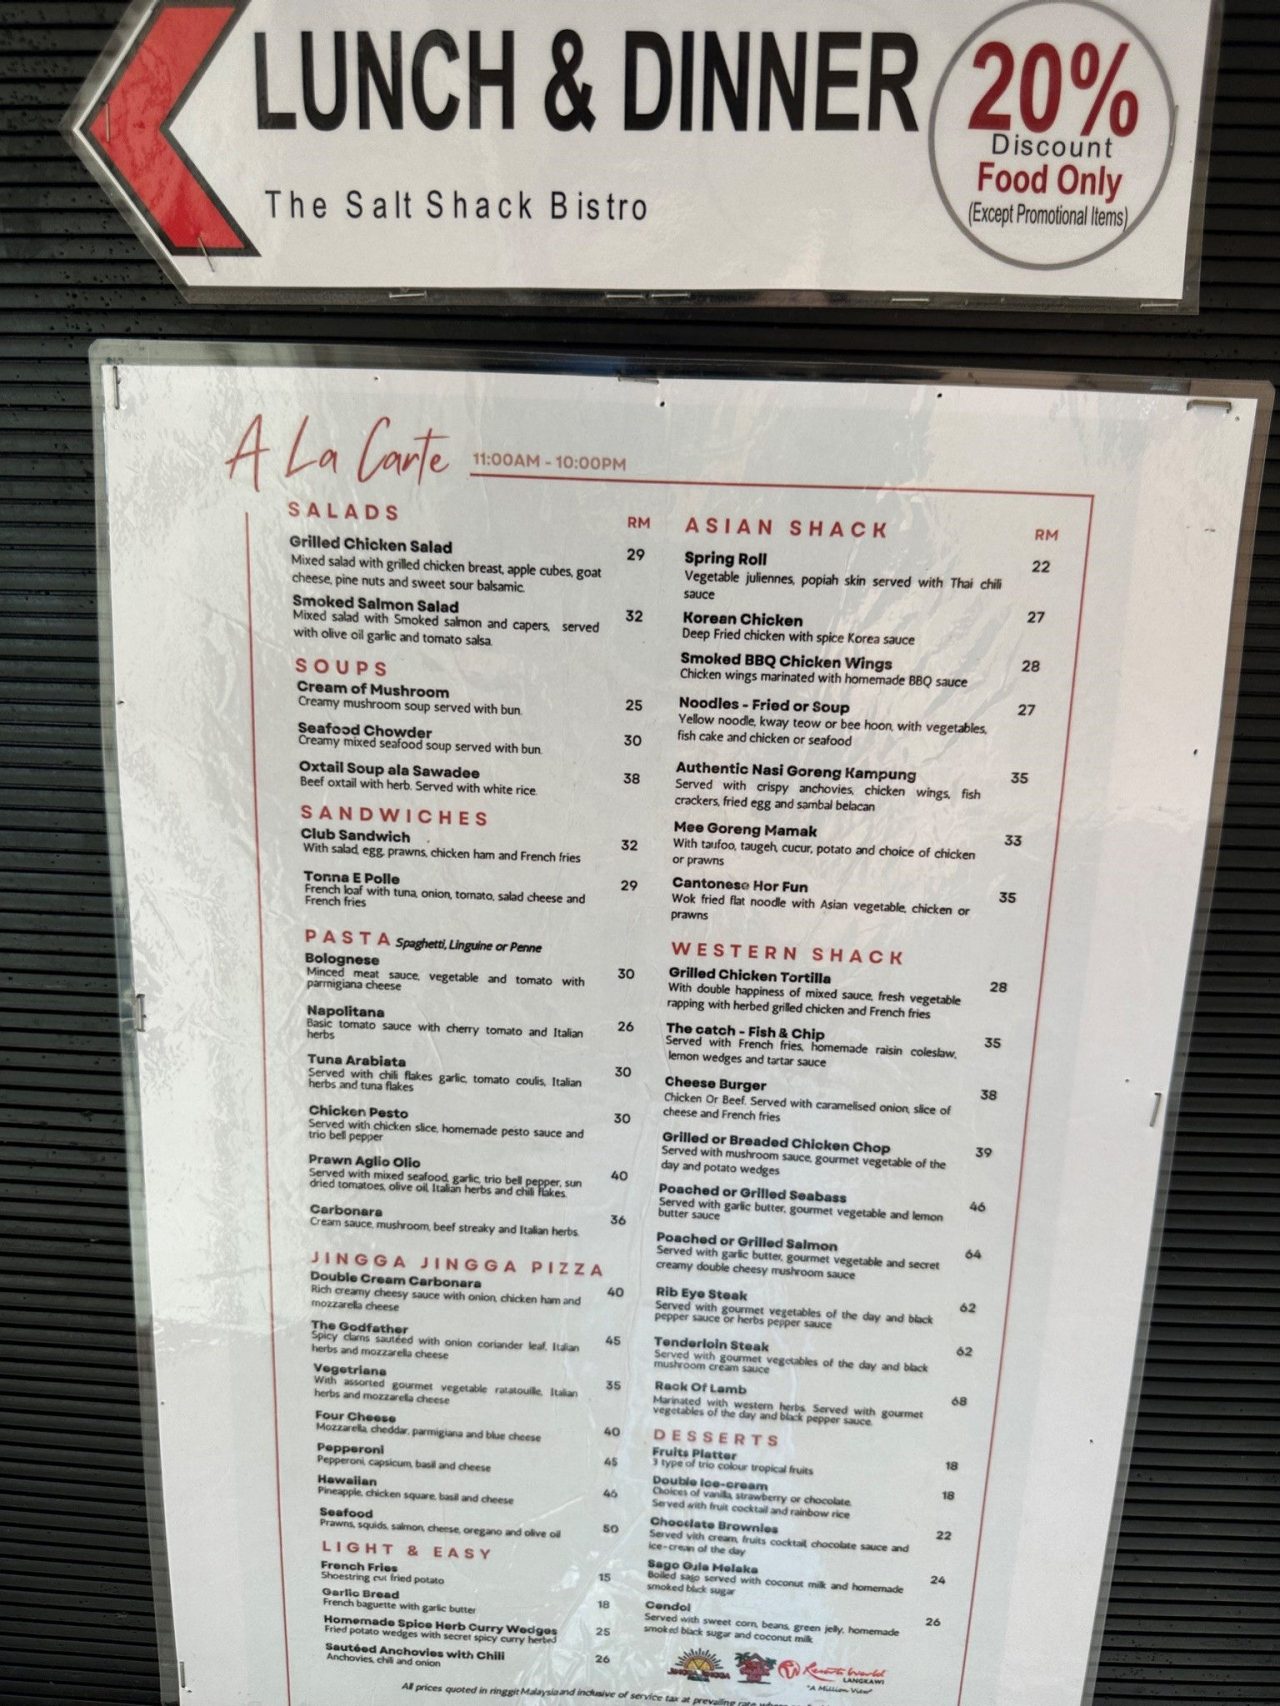 LUNCH & DINNER
The Salt Shack Bistro
20%
Discount
Food Only
(Except Promotional Items)
A La Carte 11:00AM - 10:00PM
SALADS RM
Grilled Chicken Salad 29
Mixed salad with grilled chicken breast, apple cubes, goat
cheese, pine nuts and sweet sour balsamic.
Smoked Salmon Salad 32
Mixed salad with Smoked salmon and capers, served
with olive oil garlic and tomato salsa.
SOUPS
Cream of Mushroom 25
Creamy mushroom soup served with bun.
Seafood Chowder 30
Creamy mixed seafood soup served with bun.
Oxtail Soup ala Sawadee 38
Beef oxtail with herb. Served with white rice.
SANDWICHES
Club Sandwich 32
With salad, egg, prawns, chicken ham and French fries
Tonna E Polle 29
French loaf with tuna, onion, tomato, salad cheese and
French fries
PASTA Spaghetti, Linguine or Penne
Bolognese 30
Minced meat sauce, vegetable and tomato with
parmigiana cheese
Napolitana 26
Basic tomato sauce with cherry tomato and Italian
herbs
Tuna Arabiata 30
Served with chili flakes garlic, tomato coulis, Italian
herbs and tuna flakes
Chicken Pesto 30
Served with chicken slice, homemade pesto sauce and
trio bell pepper
Prawn Aglio Olio 40
Served with mixed seafood, garlic, trio bell pepper, sun
dried tomatoes, olive oil, Italian herbs and chili flakes.
Carbonara 36
Cream sauce, mushroom, beef streaky and Italian herbs.
JINGGA JINGGA PIZZA
Double Cream Carbonara 40
Rich creamy cheesy sauce with onion, chicken ham and
mozzarella cheese
The Godfather 45
Spicy clams sautéed with onion coriander leaf, Italian
herbs and mozzarella cheese
Vegetriana 35
With assorted gourmet vegetable ratatouille, Italian
herbs and mozzarella cheese
Four Cheese 40
Mozzarella, cheddar, parmigiana and blue cheese
Pepperoni 45
Pepperoni, capsicum, basil and cheese
Hawaiian 46
Pineapple, chicken square, basil and cheese
Seafood 50
Prawns, squids, salmon, cheese, oregano and olive oil
LIGHT & EASY
French Fries 15
Shoestring cut fried potato
Garlic Bread 18
French baguette with garlic butter
Homemade Spice Herb Curry Wedges 25
Fried potato wedges with secret spicy curry herbed
Sautéed Anchovies with Chili 26
Anchovies, chili and onion
ASIAN SHACK RM
Spring Roll 22
Vegetable juliennes, popiah skin served with Thai chili
sauce
Korean Chicken 27
Deep Fried chicken with spice Korea sauce
Smoked BBQ Chicken Wings 28
Chicken wings marinated with homemade BBQ sauce
Noodles - Fried or Soup 27
Yellow noodle, kway teow or bee hoon, with vegetables,
fish cake and chicken or seafood
Authentic Nasi Goreng Kampung 35
Served with crispy anchovies, chicken wings, fish
crackers, fried egg and sambal belacan
Mee Goreng Mamak 33
With taufoo, taugeh, cucur, potato and choice of chicken
or prawns
Cantonese Hor Fun 35
Wok fried flat noodle with Asian vegetable, chicken or
prawns
WESTERN SHACK
Grilled Chicken Tortilla 28
With double happiness of mixed sauce, fresh vegetable
rapping with herbed grilled chicken and French fries
The catch - Fish & Chip 35
Served with French fries, homemade raisin coleslaw,
lemon wedges and tartar sauce
Cheese Burger 38
Chicken Or Beef. Served with caramelised onion, slice of
cheese and French fries
Grilled or Breaded Chicken Chop 39
Served with mushroom sauce, gourmet vegetable of the
day and potato wedges
Poached or Grilled Seabass 46
Served with garlic butter, gourmet vegetable and lemon
butter sauce
Poached or Grilled Salmon 64
Served with garlic butter, gourmet vegetable and secret
creamy double cheesy mushroom sauce
Rib Eye Steak 62
Served with gourmet vegetables of the day and black
pepper sauce or herbs pepper sauce
Tenderloin Steak 62
Served with gourmet vegetables of the day and black
mushroom cream sauce
Rack Of Lamb 68
Marinated with western herbs. Served with gourmet
vegetables of the day and black pepper sauce.
DESSERTS
Fruits Platter 18
3 type of trio colour tropical fruits
Double Ice-cream 18
Choices of vanilla, strawberry or chocolate.
Served with fruit cocktail and rainbow rice
Chocolate Brownies 22
Served with cream, fruits cocktail, chocolate sauce and
ice-cream of the day
Sago Gula Melaka 24
Boiled sago served with coconut milk and homemade
smoked black sugar
Cendol 26
Served with sweet corn, beans, green jelly, homemade
smoked black sugar and coconut milk
JINGGA JINGGA
Resorts World
LANGKAWI
"A Million View"
All prices quoted in ringgit Malaysia and inclusive of service tax at prevailing rate